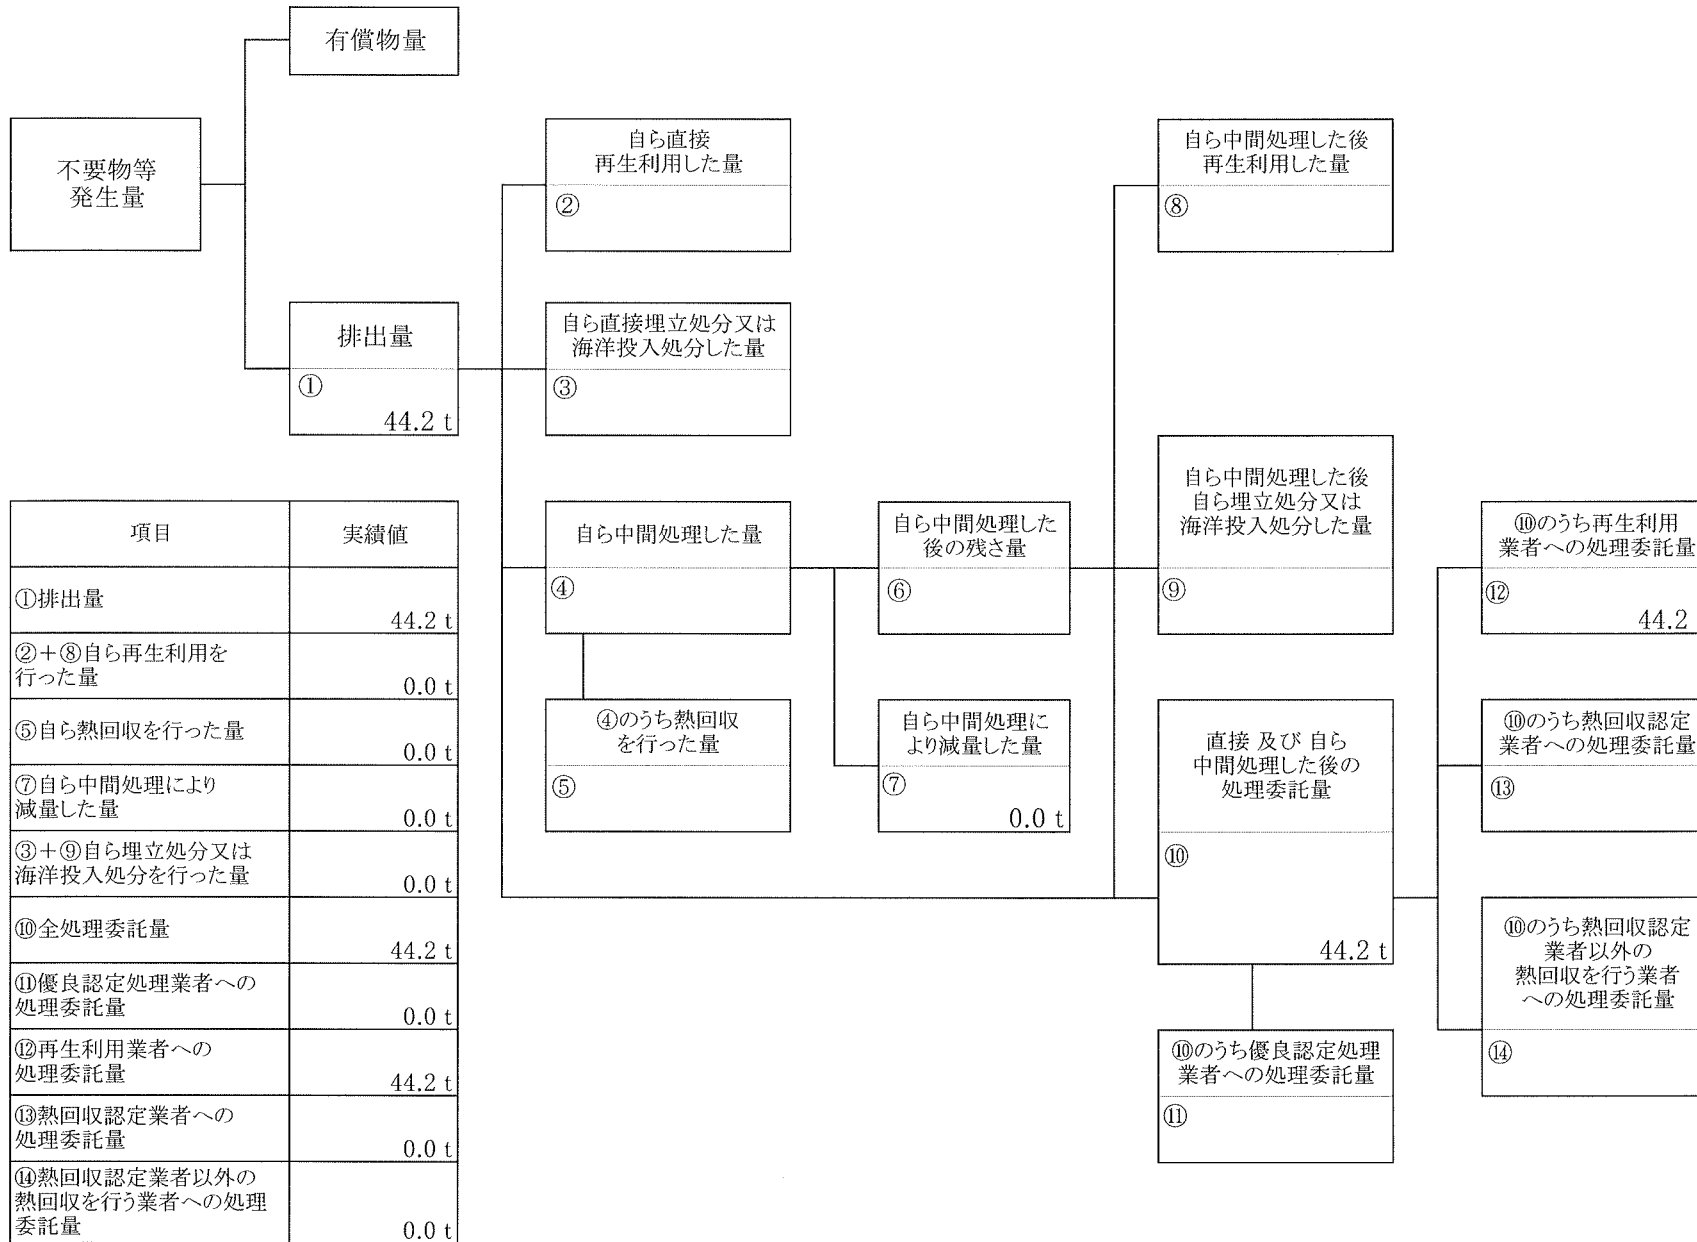 有償物量
不要物等
発生量
自ら直接
再生利用した量
②
自ら中間処理した後
再生利用した量
⑧
排出量
①
44.2 t
自ら直接埋立処分又は
海洋投入処分した量
③
自ら中間処理した量
④
自ら中間処理した
後の残さ量
⑥
自ら中間処理した後
自ら埋立処分又は
海洋投入処分した量
⑨
⑩のうち再生利用
業者への処理委託量
⑫
44.2
④のうち熱回収
を行った量
⑤
自ら中間処理に
より減量した量
⑦
0.0 t
直接 及び 自ら
中間処理した後の
処理委託量
⑩
44.2 t
⑩のうち熱回収認定
業者への処理委託量
⑬
⑩のうち熱回収認定
業者以外の
熱回収を行う業者
への処理委託量
⑭
⑩のうち優良認定処理
業者への処理委託量
⑪
項目 実績値
①排出量
44.2 t
②+⑧自ら再生利用を
行った量 0.0 t
⑤自ら熱回収を行った量
0.0 t
⑦自ら中間処理により
減量した量 0.0 t
③+⑨自ら埋立処分又は
海洋投入処分を行った量 0.0 t
⑩全処理委託量
44.2 t
⑪優良認定処理業者への
処理委託量 0.0 t
⑫再生利用業者への
処理委託量 44.2 t
⑬熱回収認定業者への
処理委託量 0.0 t
⑭熱回収認定業者以外の
熱回収を行う業者への処理
委託量 0.0 t